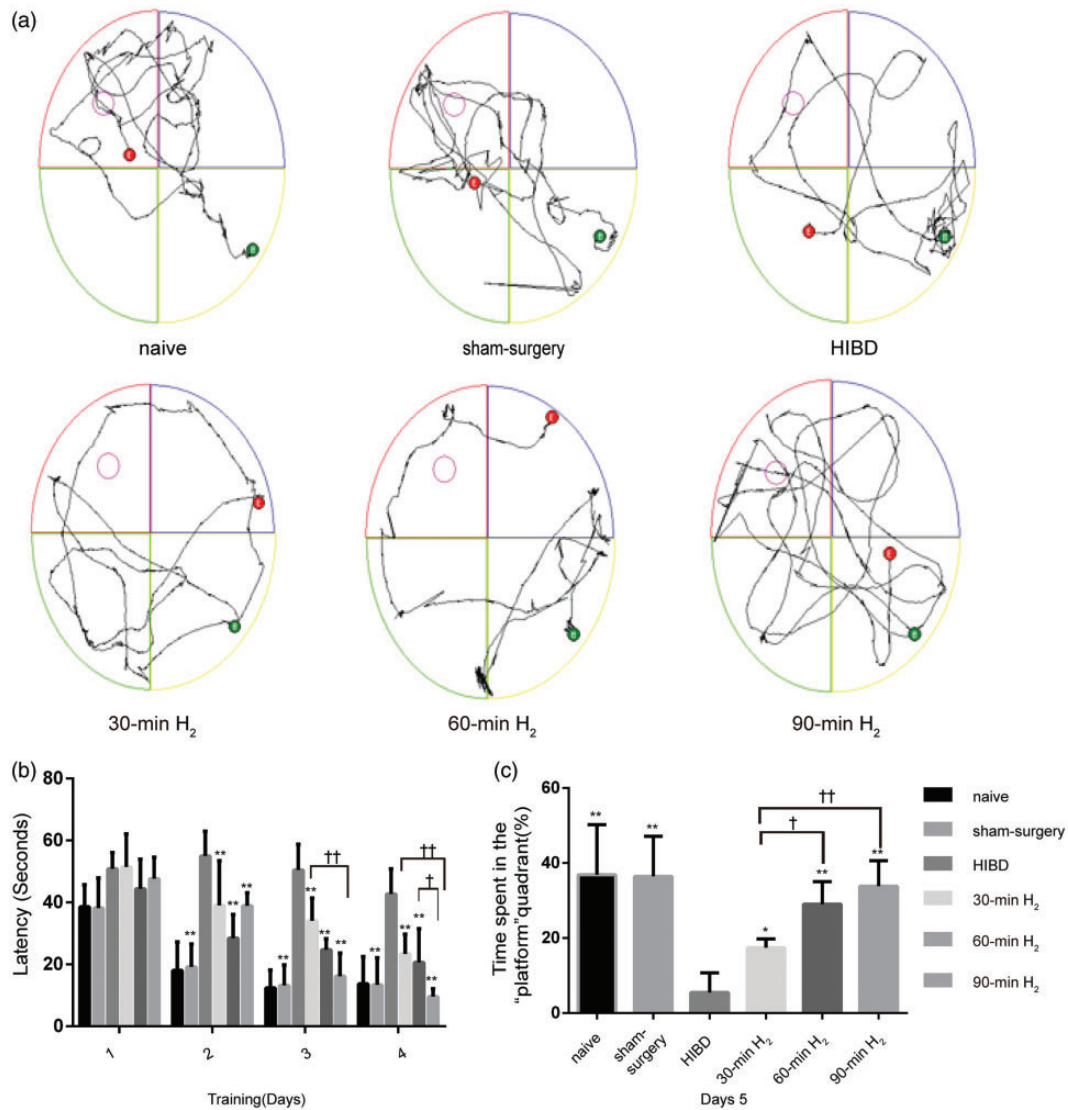 (a)
E
E
E
naive
sham-surgery
HIBD
E
E
E
30-min H₂
60-min H₂
90-min H₂
(b)
80
60
40
20
0
Latency (Seconds)
**
**
**
**
**
**
**
**
**
††
**
**
**
**
††
†
1
2
3
4
Training(Days)
(c)
60
40
20
0
Time spent in the
“platform”quadrant(%)
**
**
*
**
**
†
††
naive
sham-
surgery
HIBD
30-min H₂
60-min H₂
90-min H₂
Days 5
naive
sham-surgery
HIBD
30-min H₂
60-min H₂
90-min H₂